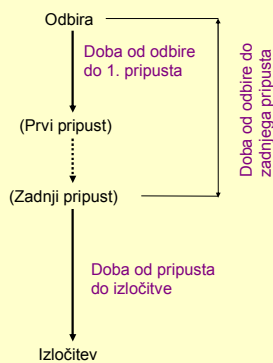 Odbira
Doba od odbire
do 1. pripusta
(Prvi pripust)
(Zadnji pripust)
Doba od pripusta
do izločitve
Izločitev
Doba od odbire do
zadnjega pripusta